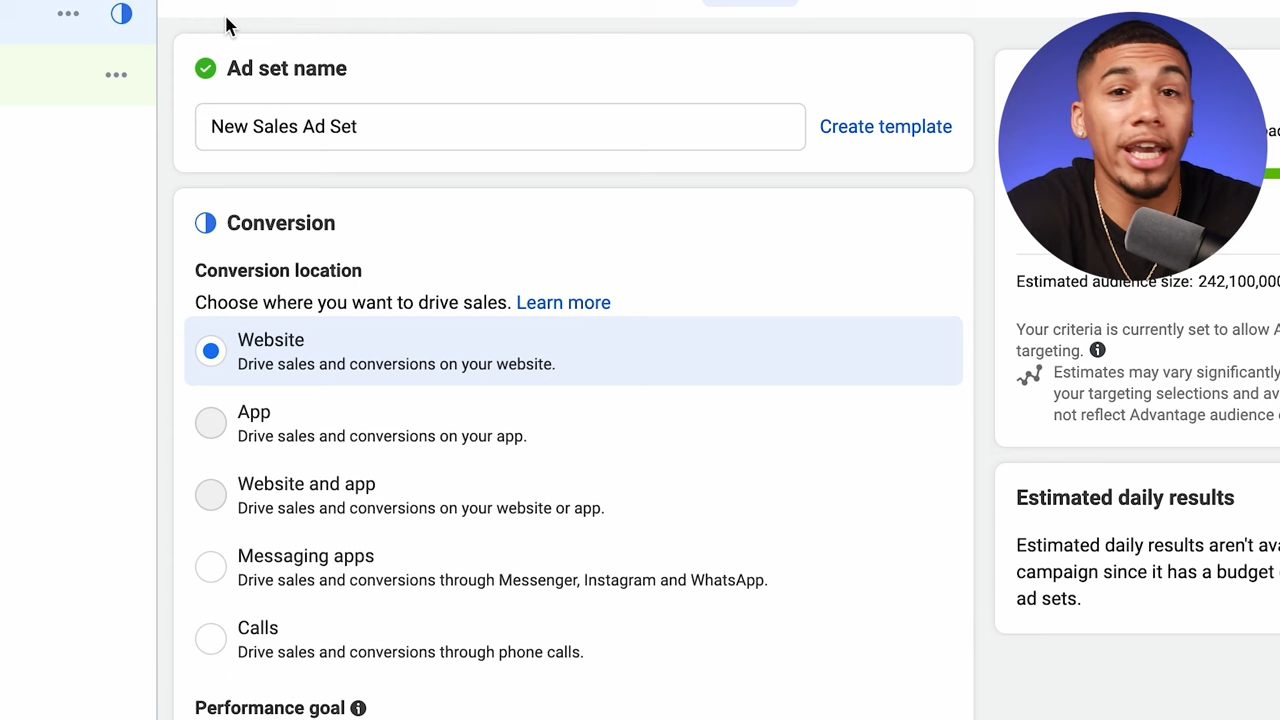 Ad set name
New Sales Ad Set
Create template
Conversion
Conversion location
Choose where you want to drive sales. Learn more
Website
Drive sales and conversions on your website.
App
Drive sales and conversions on your app.
Website and app
Drive sales and conversions on your website or app.
Messaging apps
Drive sales and conversions through Messenger, Instagram and WhatsApp.
Calls
Drive sales and conversions through phone calls.
Performance goal
Estimated audience size: 242,100,000
Your criteria is currently set to allow
targeting.
Estimates may vary significantly
your targeting selections and
not reflect Advantage audience
Estimated daily results
Estimated daily results aren't
campaign since it has a budget
ad sets.